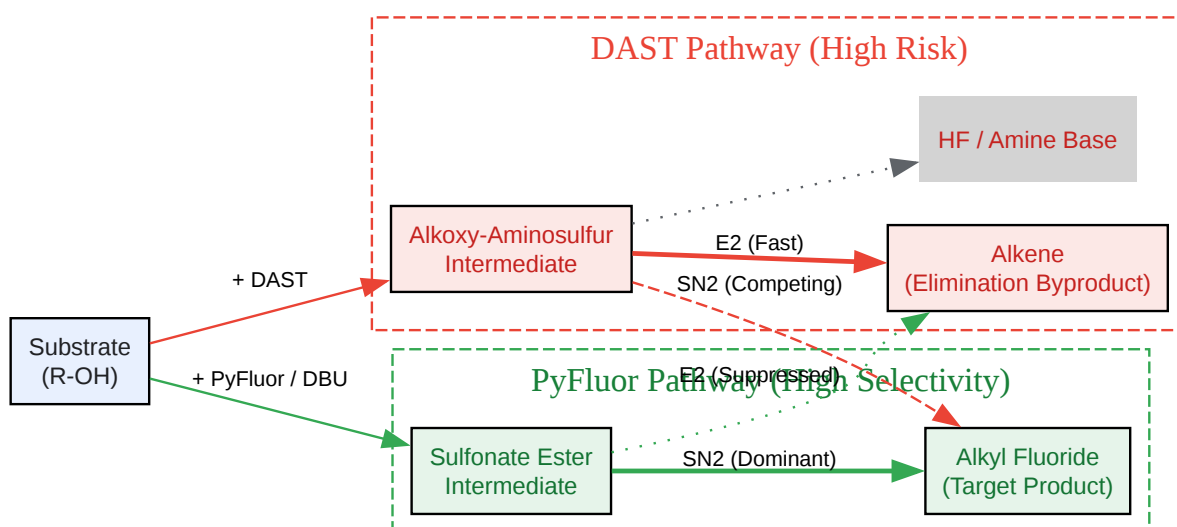 DAST Pathway (High Risk)
HF / Amine Base
Alkoxy-Aminosulfur
Intermediate
E2 (Fast)
SN2 (Competing)
Alkene
(Elimination Byproduct)
+ DAST
Substrate
(R-OH)
+ PyFluor / DBU
PyFluor Pathway (High Selectivity)
E2 (Suppressed)
Sulfonate Ester
Intermediate
SN2 (Dominant)
Alkyl Fluoride
(Target Product)